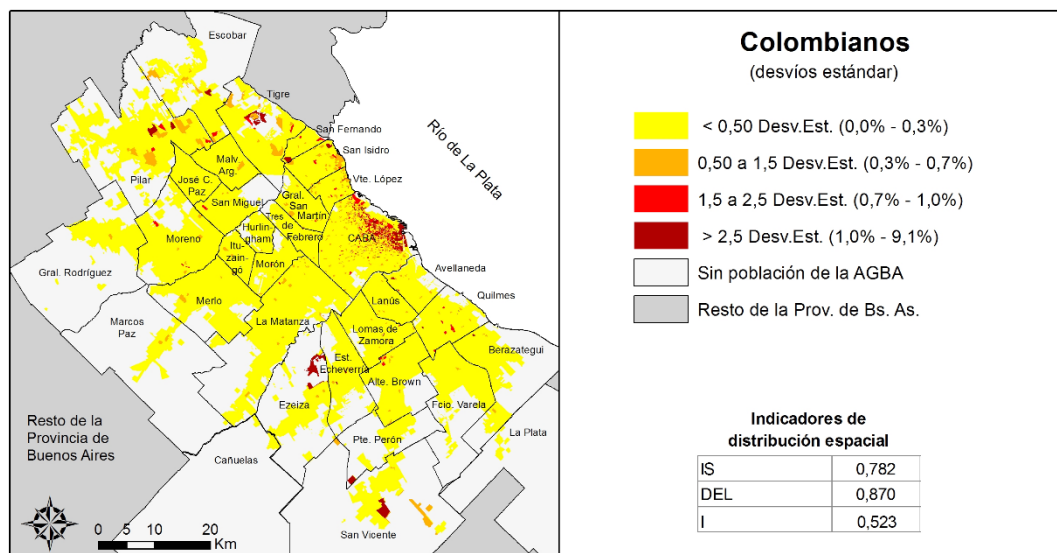 Escobar
Tigre
San Fernando
San Isidro
Río de La Plata
Vte. López
Malv.
Arg.
Pilar
José C.
Paz
San Miguel
Gral.
San
Martín
Tres
de
Febrero
Hurlin-
gham
CABA
Moreno
Itu-
zain-
gó
Morón
Avellaneda
Gral. Rodríguez
Merlo
Lanús
Quilmes
Marcos
Paz
La Matanza
Lomas de
Zamora
Berazategui
Est.
Echeverría
Alte. Brown
Ezeiza
Fcio. Varela
La Plata
Resto de la
Provincia de
Buenos Aires
Pte. Perón
Cañuelas
San Vicente
0 5 10 20
Km
Colombianos
(desvíos estándar)
< 0,50 Desv.Est. (0,0% - 0,3%)
0,50 a 1,5 Desv.Est. (0,3% - 0,7%)
1,5 a 2,5 Desv.Est. (0,7% - 1,0%)
> 2,5 Desv.Est. (1,0% - 9,1%)
Sin población de la AGBA
Resto de la Prov. de Bs. As.
Indicadores de
distribución espacial
IS 0,782
DEL 0,870
I 0,523